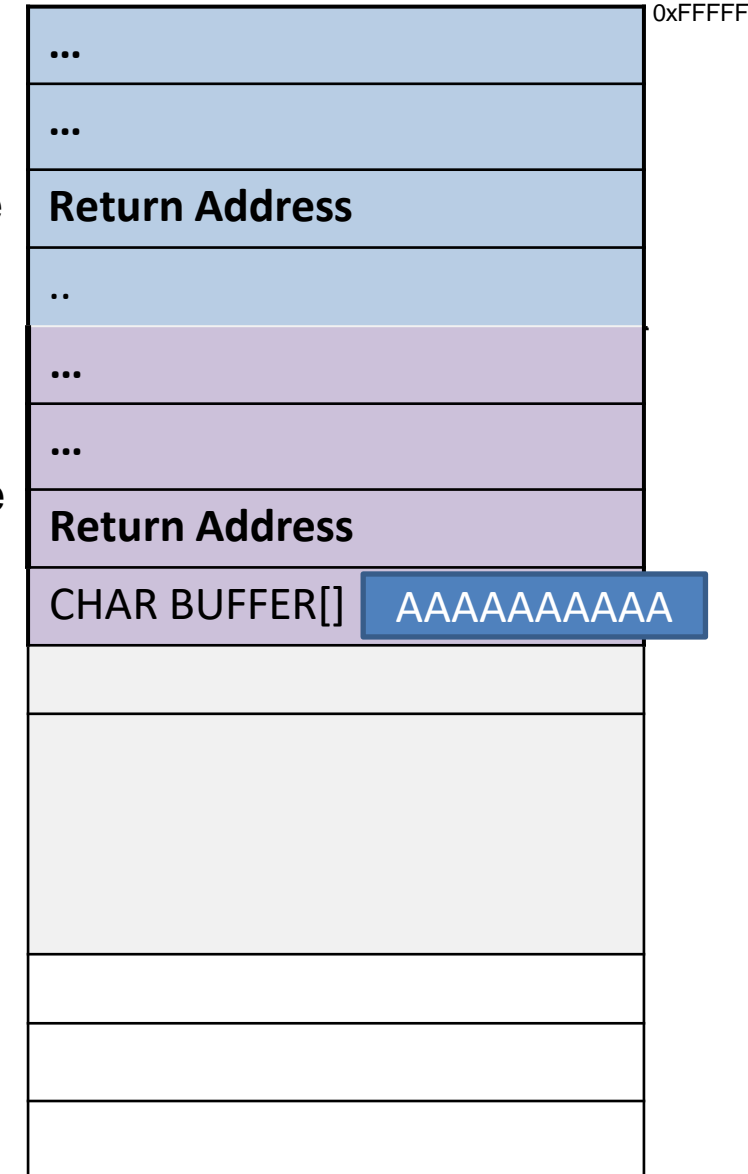 0xFFFFF
...
...
e
Return Address
..
...
...
e
Return Address
CHAR BUFFER[] AAAAAAAAAA